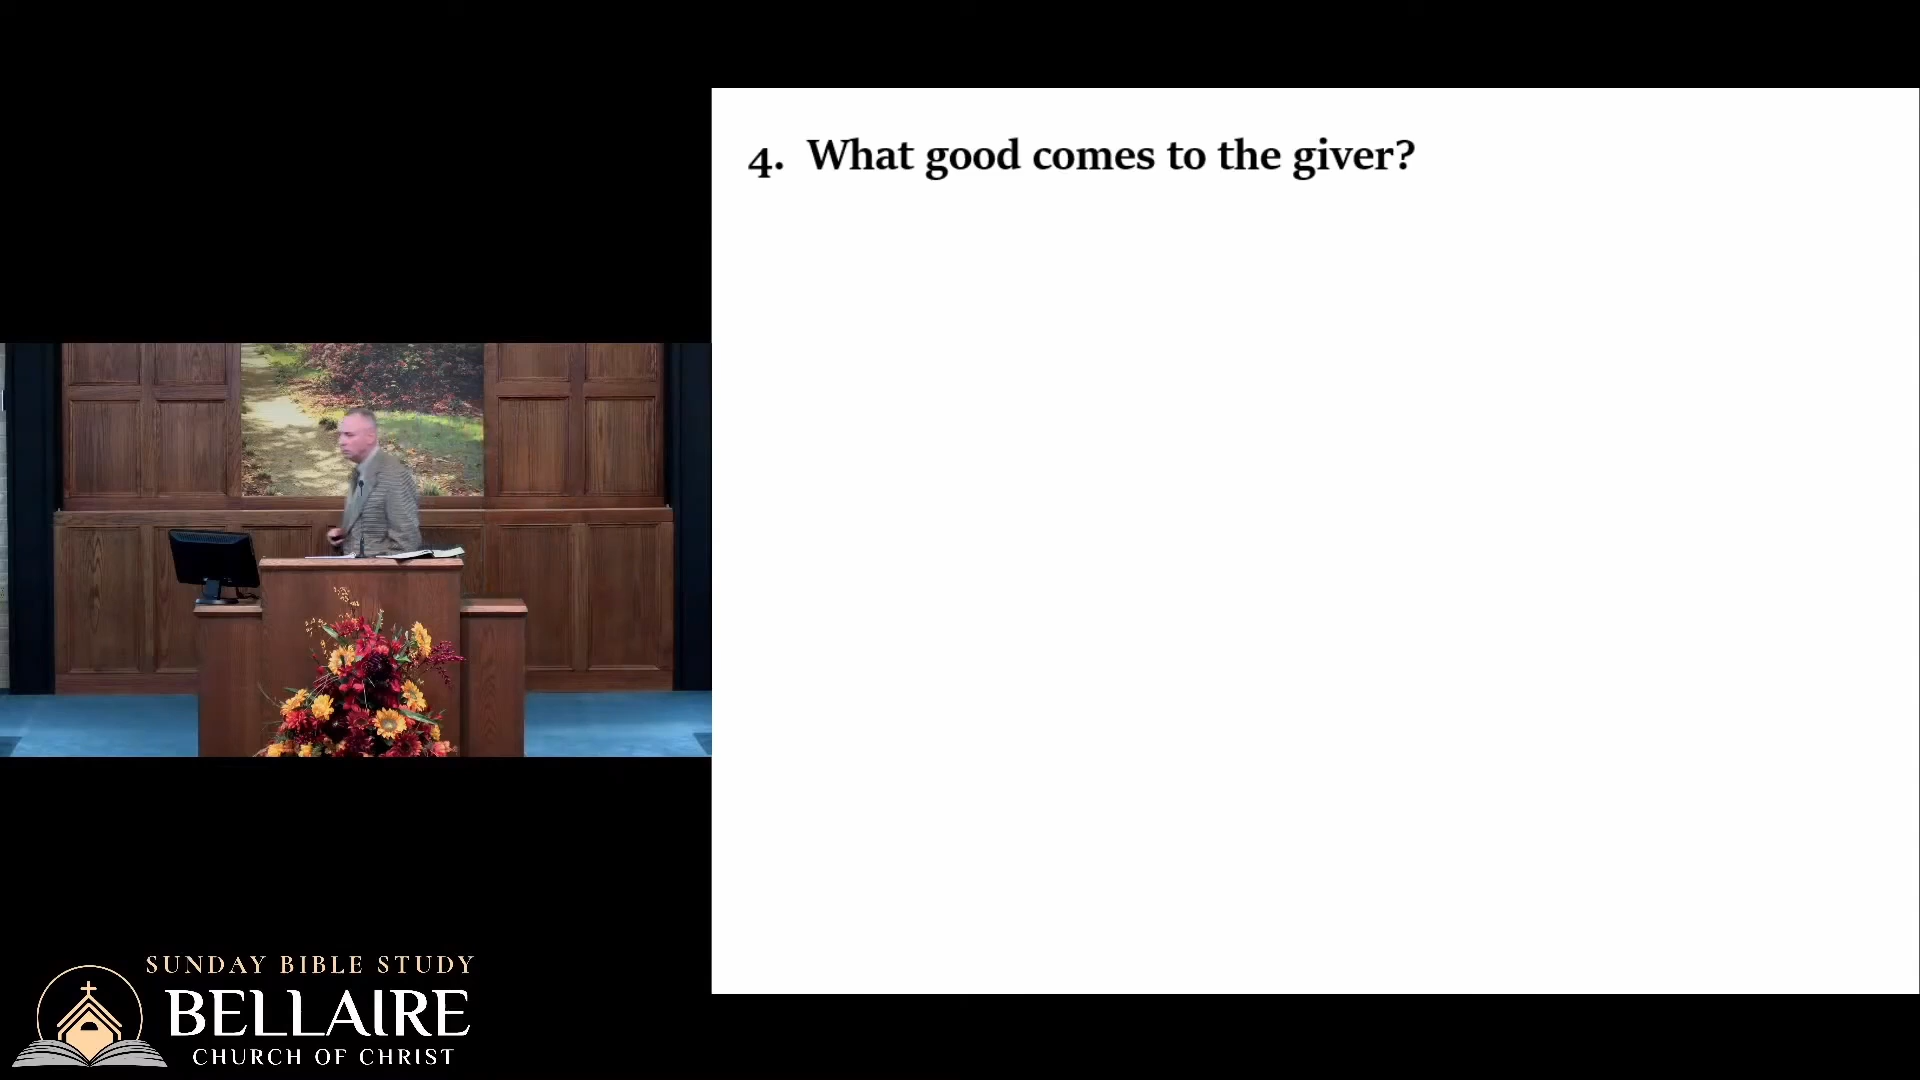 4. What good comes to the giver?
SUNDAY BIBLE STUDY
BELLAIRE
CHURCH OF CHRIST